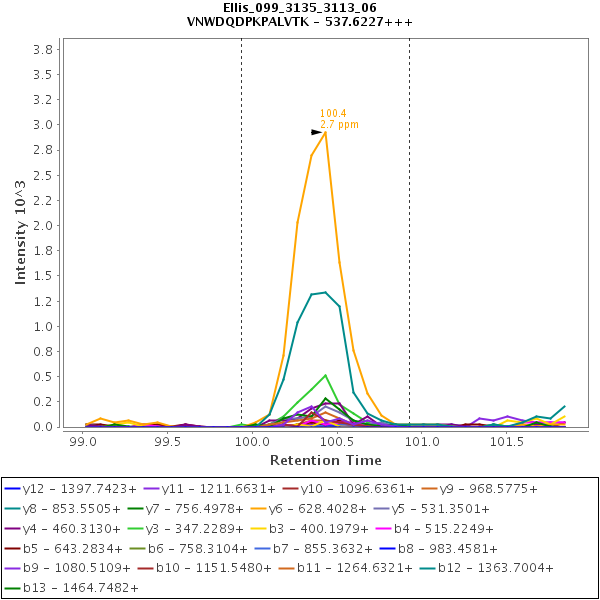 Ellis_099_3135_3113_06
VNWDQDPKPALVTK - 537.6227+++
100.4
2.7 ppm
Intensity 10^3
3.8
3.5
3.2
3.0
2.8
2.5
2.2
2.0
1.8
1.5
1.2
1.0
0.8
0.5
0.2
0.0
99.0 99.5 100.0 100.5 101.0 101.5
Retention Time
y12 - 1397.7423+ y11 - 1211.6631+ y10 - 1096.6361+ y9 - 968.5775+
y8 - 853.5505+ y7 - 756.4978+ y6 - 628.4028+ y5 - 531.3501+
y4 - 460.3130+ y3 - 347.2289+ b3 - 400.1979+ b4 - 515.2249+
b5 - 643.2834+ b6 - 758.3104+ b7 - 855.3632+ b8 - 983.4581+
b9 - 1080.5109+ b10 - 1151.5480+ b11 - 1264.6321+ b12 - 1363.7004+
b13 - 1464.7482+